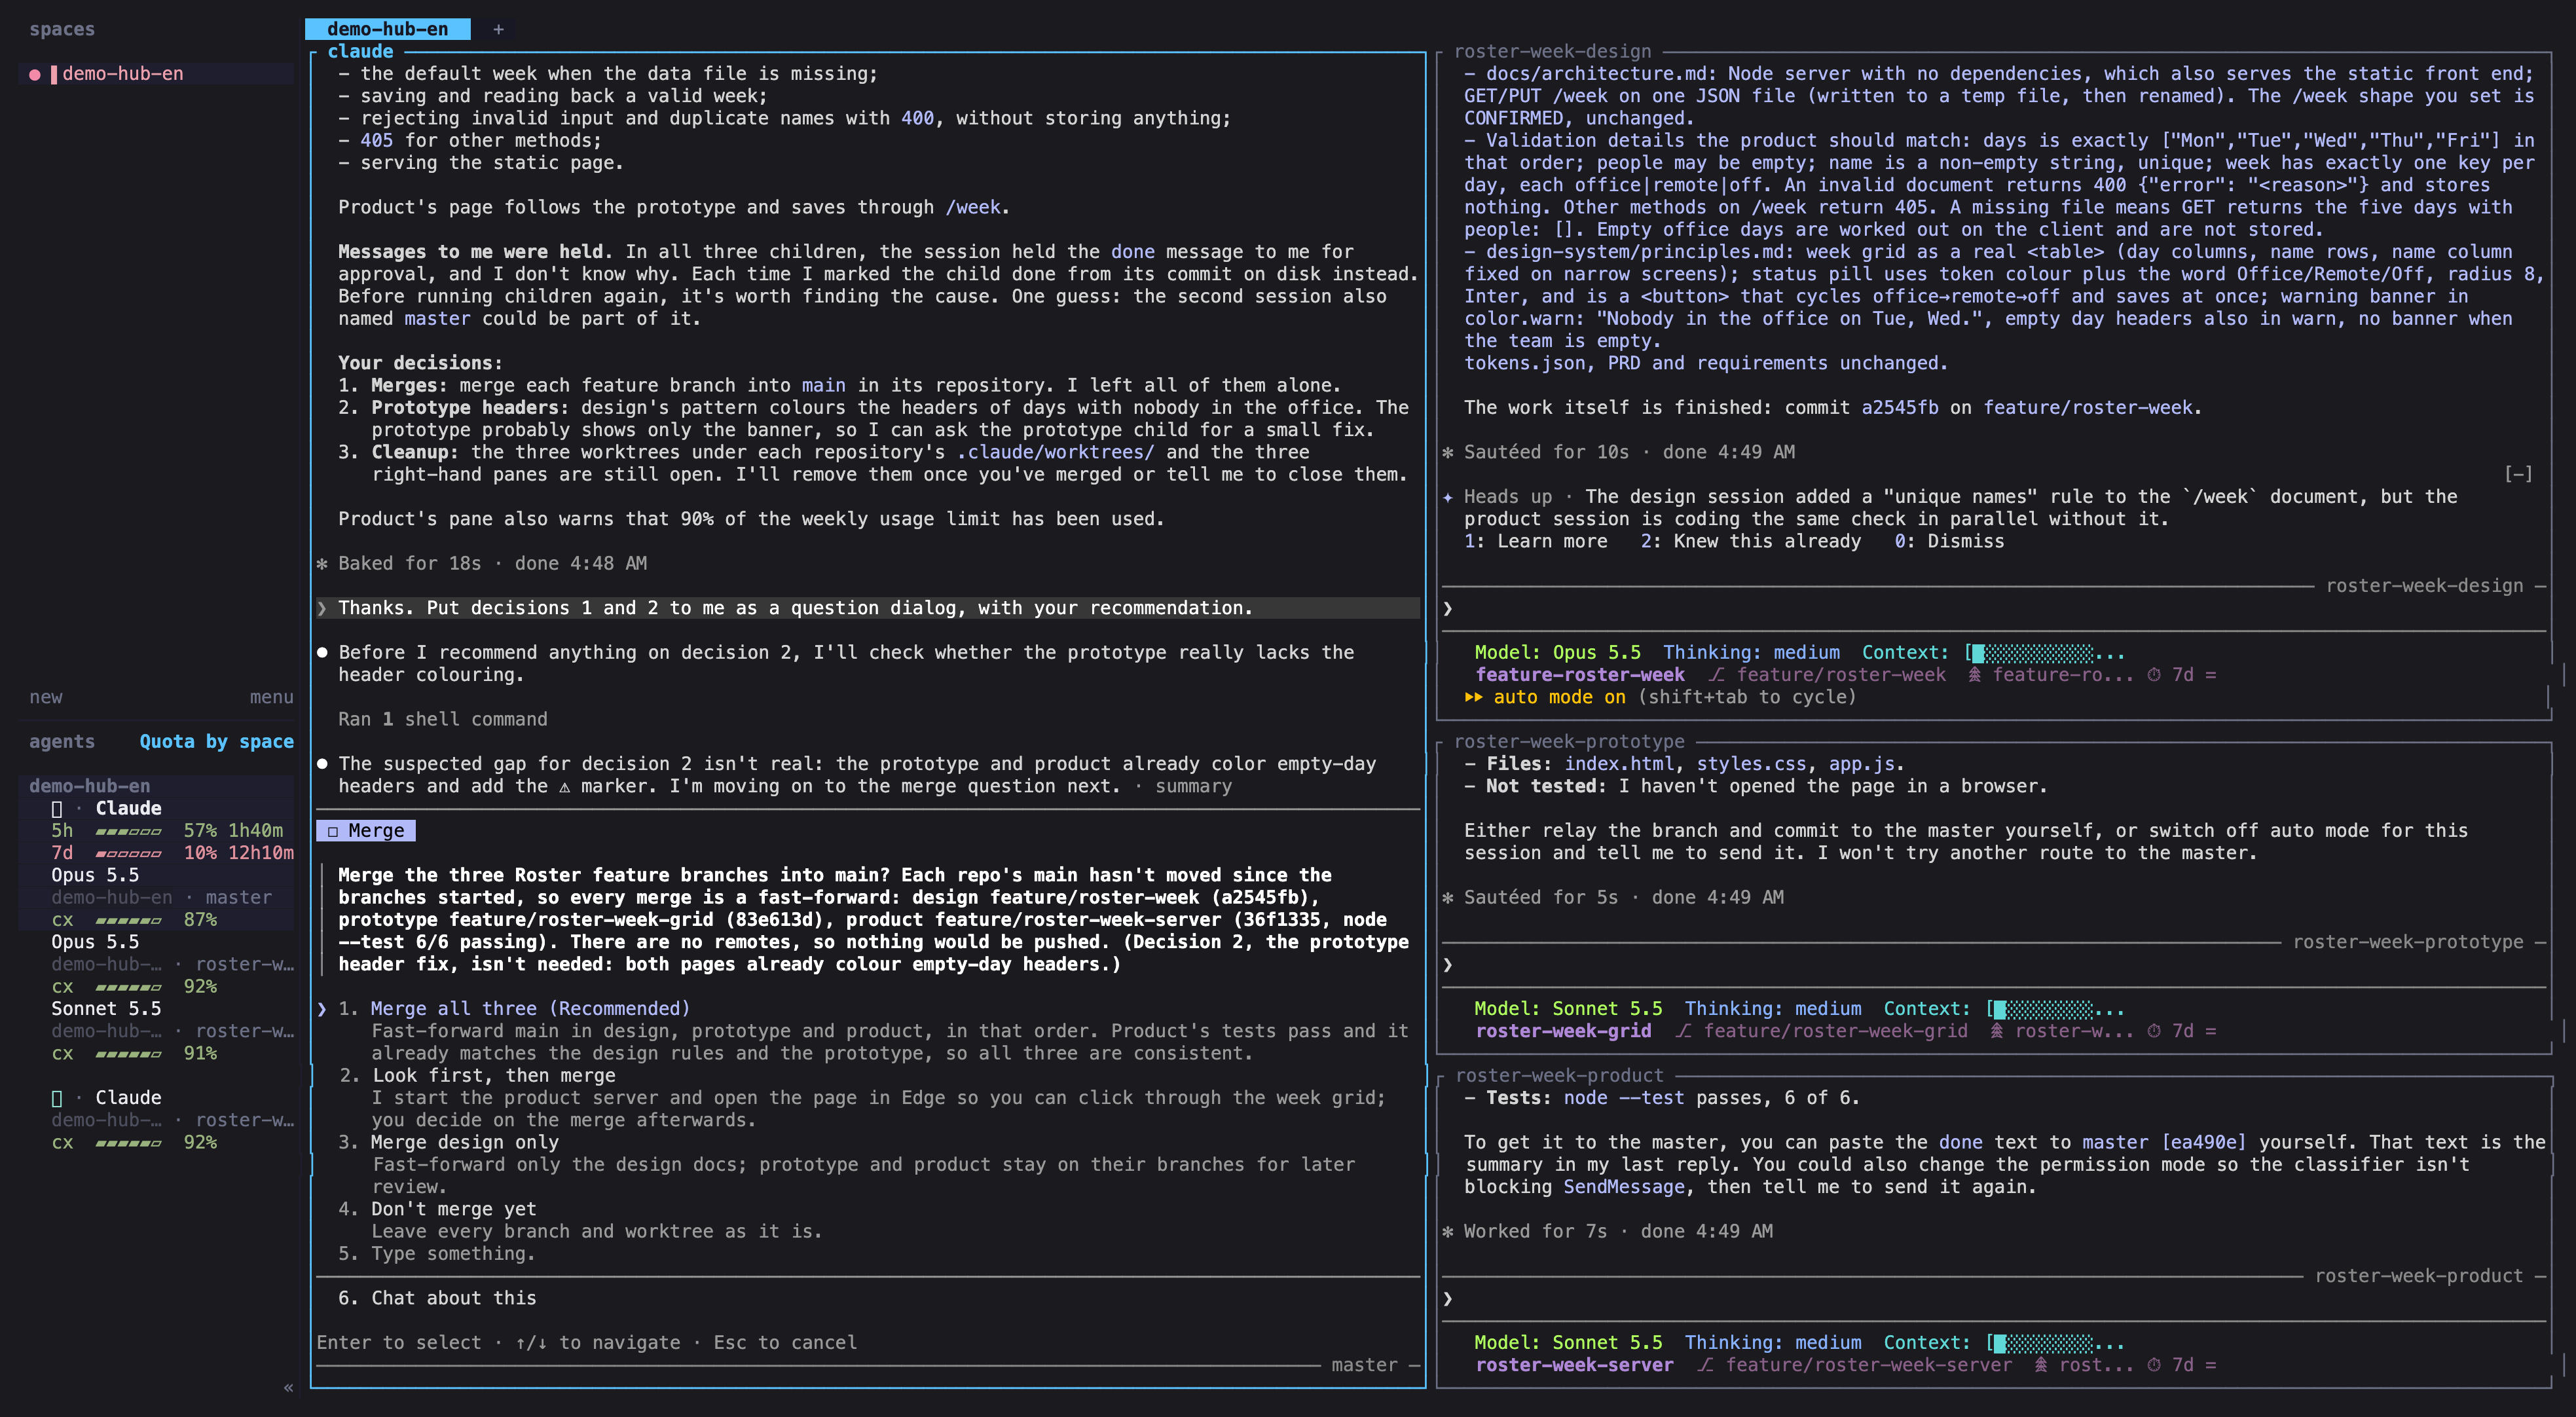 spaces
demo-hub-en
new menu
agents Quota by space
demo-hub-en
· Claude
5h 57% 1h40m
7d 10% 12h10m
Opus 5.5
demo-hub-en · master
cx 87%
Opus 5.5
demo-hub-… · roster-w…
cx 92%
Sonnet 5.5
demo-hub-… · roster-w…
cx 91%
· Claude
demo-hub-… · roster-w…
cx 92%
«
demo-hub-en +
claude
– the default week when the data file is missing;
– saving and reading back a valid week;
– rejecting invalid input and duplicate names with 400, without storing anything;
– 405 for other methods;
– serving the static page.
Product's page follows the prototype and saves through /week.
Messages to me were held. In all three children, the session held the done message to me for
approval, and I don't know why. Each time I marked the child done from its commit on disk instead.
Before running children again, it's worth finding the cause. One guess: the second session also
named master could be part of it.
Your decisions:
1. Merges: merge each feature branch into main in its repository. I left all of them alone.
2. Prototype headers: design's pattern colours the headers of days with nobody in the office. The
prototype probably shows only the banner, so I can ask the prototype child for a small fix.
3. Cleanup: the three worktrees under each repository's .claude/worktrees/ and the three
right-hand panes are still open. I'll remove them once you've merged or tell me to close them.
Product's pane also warns that 90% of the weekly usage limit has been used.
✻ Baked for 18s · done 4:48 AM
❯ Thanks. Put decisions 1 and 2 to me as a question dialog, with your recommendation.
● Before I recommend anything on decision 2, I'll check whether the prototype really lacks the
header colouring.
Ran 1 shell command
● The suspected gap for decision 2 isn't real: the prototype and product already color empty-day
headers and add the ⚠ marker. I'm moving on to the merge question next. · summary
□ Merge
Merge the three Roster feature branches into main? Each repo's main hasn't moved since the
branches started, so every merge is a fast-forward: design feature/roster-week (a2545fb),
prototype feature/roster-week-grid (83e613d), product feature/roster-week-server (36f1335, node
--test 6/6 passing). There are no remotes, so nothing would be pushed. (Decision 2, the prototype
header fix, isn't needed: both pages already colour empty-day headers.)
❯ 1. Merge all three (Recommended)
Fast-forward main in design, prototype and product, in that order. Product's tests pass and it
already matches the design rules and the prototype, so all three are consistent.
2. Look first, then merge
I start the product server and open the page in Edge so you can click through the week grid;
you decide on the merge afterwards.
3. Merge design only
Fast-forward only the design docs; prototype and product stay on their branches for later
review.
4. Don't merge yet
Leave every branch and worktree as it is.
5. Type something.
6. Chat about this
Enter to select · ↑/↓ to navigate · Esc to cancel
master
roster-week-design
– docs/architecture.md: Node server with no dependencies, which also serves the static front end;
GET/PUT /week on one JSON file (written to a temp file, then renamed). The /week shape you set is
CONFIRMED, unchanged.
– Validation details the product should match: days is exactly ["Mon","Tue","Wed","Thu","Fri"] in
that order; people may be empty; name is a non-empty string, unique; week has exactly one key per
day, each office|remote|off. An invalid document returns 400 {"error": "<reason>"} and stores
nothing. Other methods on /week return 405. A missing file means GET returns the five days with
people: []. Empty office days are worked out on the client and are not stored.
– design-system/principles.md: week grid as a real <table> (day columns, name rows, name column
fixed on narrow screens); status pill uses token colour plus the word Office/Remote/Off, radius 8,
Inter, and is a <button> that cycles office→remote→off and saves at once; warning banner in
color.warn: "Nobody in the office on Tue, Wed.", empty day headers also in warn, no banner when
the team is empty.
tokens.json, PRD and requirements unchanged.
The work itself is finished: commit a2545fb on feature/roster-week.
✻ Sautéed for 10s · done 4:49 AM
[–]
✦ Heads up · The design session added a "unique names" rule to the `/week` document, but the
product session is coding the same check in parallel without it.
1: Learn more 2: Knew this already 0: Dismiss
roster-week-design
❯
Model: Opus 5.5 Thinking: medium Context: [...
feature-roster-week feature/roster-week feature-ro... 7d =
auto mode on (shift+tab to cycle)
roster-week-prototype
– Files: index.html, styles.css, app.js.
– Not tested: I haven't opened the page in a browser.
Either relay the branch and commit to the master yourself, or switch off auto mode for this
session and tell me to send it. I won't try another route to the master.
✻ Sautéed for 5s · done 4:49 AM
roster-week-prototype
❯
Model: Sonnet 5.5 Thinking: medium Context: [...
roster-week-grid feature/roster-week-grid roster-w... 7d =
roster-week-product
– Tests: node --test passes, 6 of 6.
To get it to the master, you can paste the done text to master [ea490e] yourself. That text is the
summary in my last reply. You could also change the permission mode so the classifier isn't
blocking SendMessage, then tell me to send it again.
✻ Worked for 7s · done 4:49 AM
roster-week-product
❯
Model: Sonnet 5.5 Thinking: medium Context: [...
roster-week-server feature/roster-week-server rost... 7d =